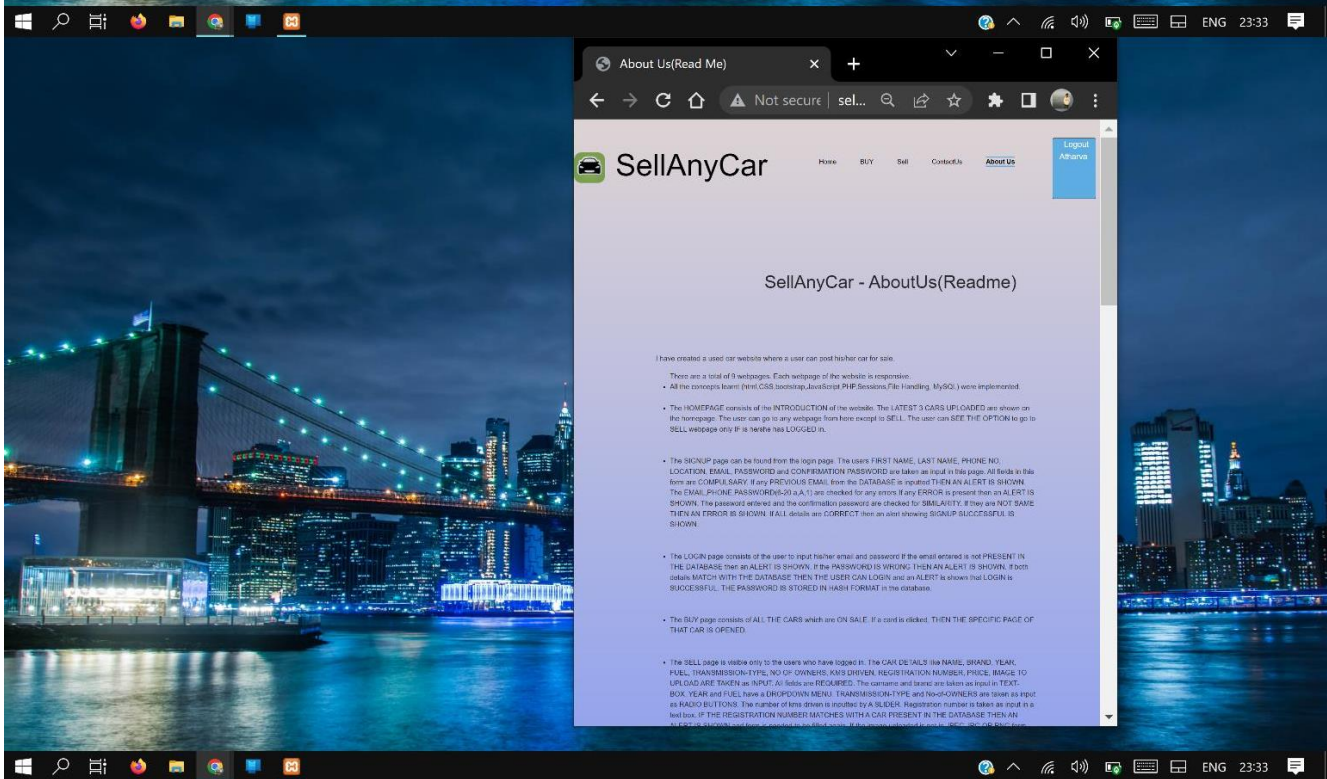 ENG 23:33
About Us(Read Me)
Not secure | sel...
SellAnyCar
Home BUY Sell ContactUs About Us
Logout
Atharva
SellAnyCar - AboutUs(Readme)
I have created a used car website where a user can post his/her car for sale.
There are a total of 9 webpages. Each webpage of the website is responsive.
• All the concepts learnt (html,CSS,bootstrap,JavaScript,PHP,Sessions,File Handling, MySQL) were implemented.
• The HOMEPAGE consists of the INTRODUCTION of the website. The LATEST 3 CARS UPLOADED are shown on
the homepage. The user can go to any webpage from here except to SELL. The user can SEE THE OPTION to go to
SELL webpage only IF is he/she has LOGGED in.
• The SIGNUP page can be found from the login page. The users FIRST NAME, LAST NAME, PHONE NO,
LOCATION, EMAIL, PASSWORD and CONFIRMATION PASSWORD are taken as input in this page. All fields in this
form are COMPULSARY. If any PREVIOUS EMAIL from the DATABASE is inputted THEN AN ALERT IS SHOWN.
The EMAIL,PHONE,PASSWORD(6-20 a,A,1) are checked for any errors if any ERROR is present then an ALERT IS
SHOWN. The password entered and the confirmation password are checked for SIMILARITY. If they are NOT SAME
THEN AN ERROR IS SHOWN. If ALL details are CORRECT then an alert showing SIGNUP SUCCESSFUL IS
SHOWN.
• The LOGIN page consists of the user to input his/her email and password If the email entered is not PRESENT IN
THE DATABASE then an ALERT IS SHOWN. If the PASSWORD IS WRONG THEN AN ALERT IS SHOWN. If both
details MATCH WITH THE DATABASE THEN THE USER CAN LOGIN and an ALERT is shown that LOGIN is
SUCCESSFUL. THE PASSWORD IS STORED IN HASH FORMAT in the database.
• The BUY page consists of ALL THE CARS which are ON SALE. If a card is clicked, THEN THE SPECIFIC PAGE OF
THAT CAR IS OPENED.
• The SELL page is visible only to the users who have logged in. The CAR DETAILS like NAME, BRAND, YEAR,
FUEL, TRANSMISSION-TYPE, NO OF OWNERS, KMS DRIVEN, REGISTRATION NUMBER, PRICE, IMAGE TO
UPLOAD ARE TAKEN as INPUT. All fields are REQUIRED. The carname and brand are taken as input in TEXT-
BOX. YEAR and FUEL have a DROPDOWN MENU. TRANSMISSION-TYPE and No-of-OWNERS are taken as input
as RADIO BUTTONS. The number of kms driven is inputted by A SLIDER. Registration number is taken as input in a
text box. IF THE REGISTRATION NUMBER MATCHES WITH A CAR PRESENT IN THE DATABASE THEN AN
ENG 23:33